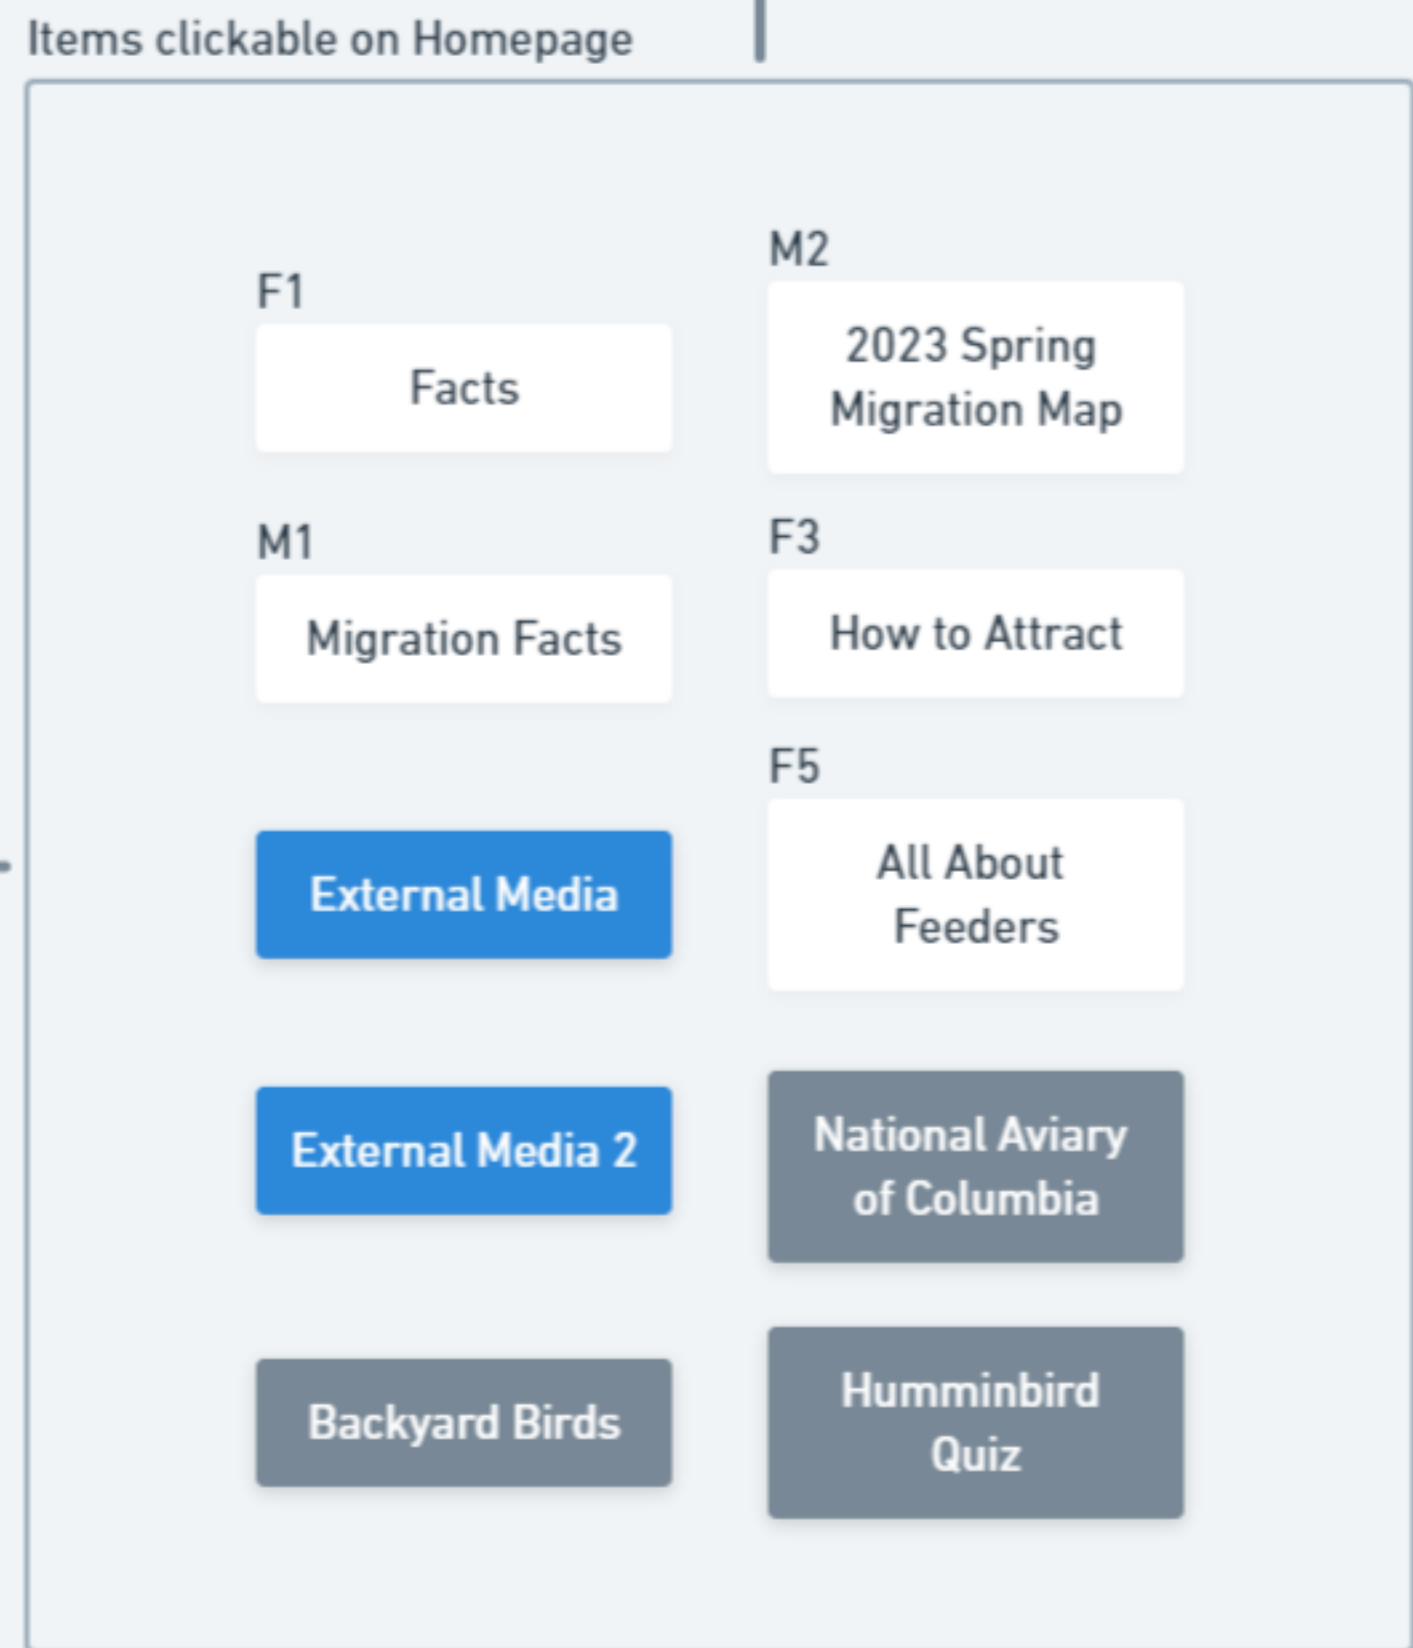 Items clickable on Homepage
F1
Facts
M2
2023 Spring
Migration Map
M1
Migration Facts
F3
How to Attract
External Media
F5
All About
Feeders
External Media 2
National Aviary
of Columbia
Backyard Birds
Humminbird
Quiz